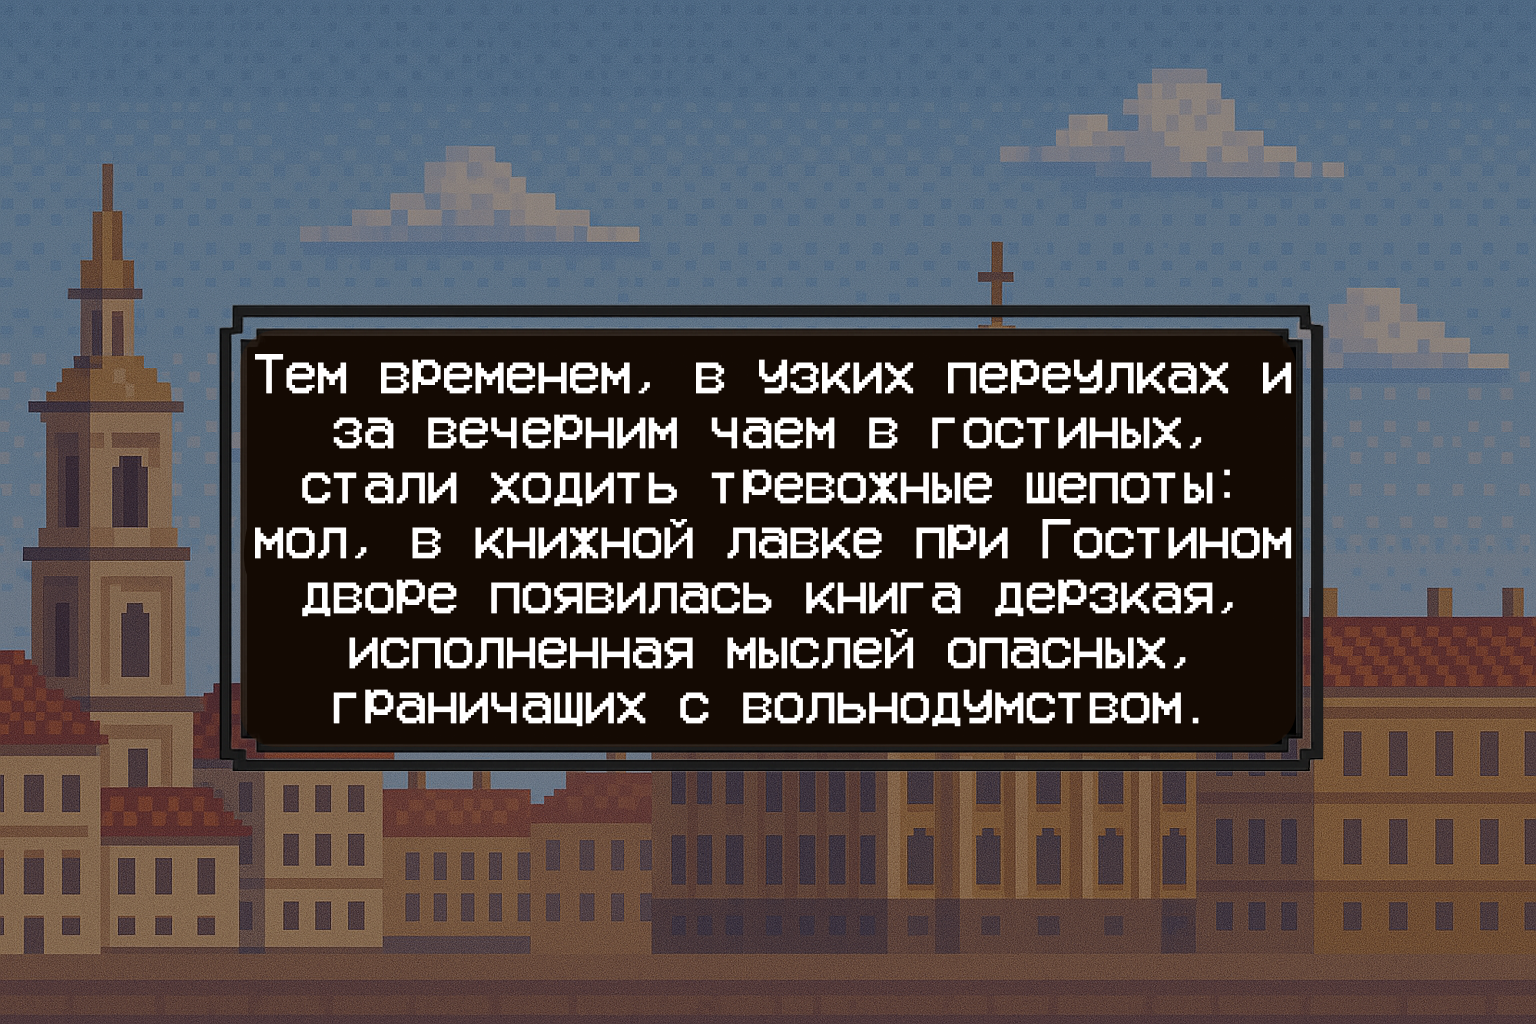 Тем временем, в узких переулках и
за вечерним чаем в гостиных,
стали ходить тревожные шепоты:
мол, в книжной лавке при Гостином
дворе появилась книга дерзкая,
исполненная мыслей опасных,
граничащих с вольнодумством.